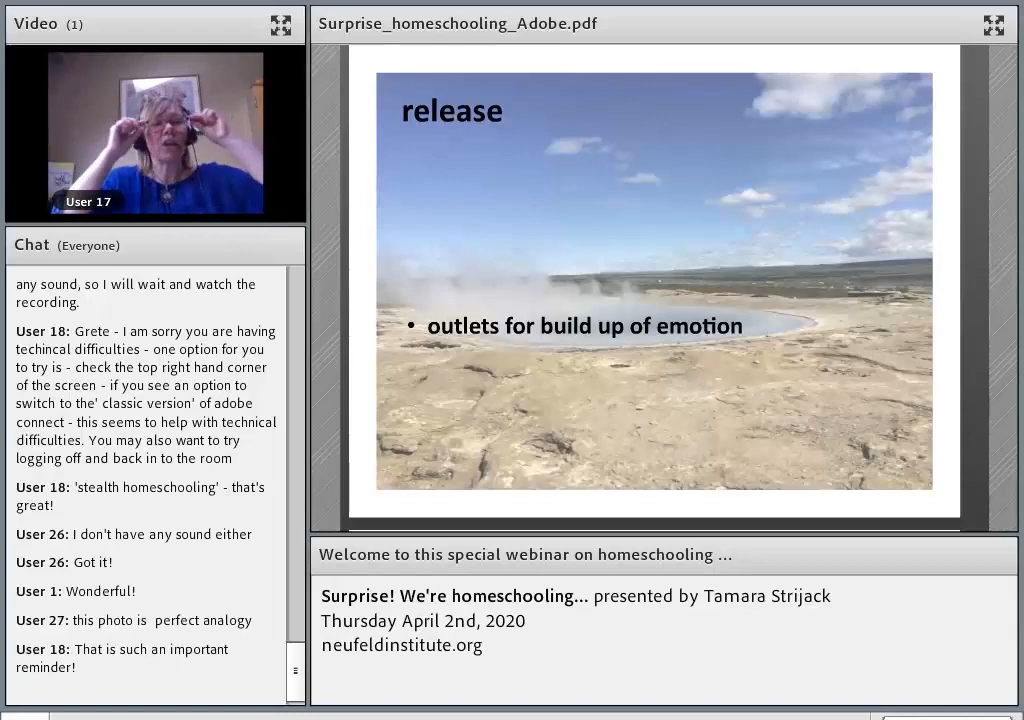 Video (1)
User 17
Chat (Everyone)
any sound, so I will wait and watch the
recording.
User 18: Grete - I am sorry you are having
techincal difficulties - one option for you
to try is - check the top right hand corner
of the screen - if you see an option to
switch to the' classic version' of adobe
connect - this seems to help with technical
difficulties. You may also want to try
logging off and back in to the room
User 18: 'stealth homeschooling' - that's
great!
User 26: I don't have any sound either
User 26: Got it!
User 1: Wonderful!
User 27: this photo is perfect analogy
User 18: That is such an important
reminder!
Surprise_homeschooling_Adobe.pdf
release
• outlets for build up of emotion
Welcome to this special webinar on homeschooling ...
Surprise! We're homeschooling... presented by Tamara Strijack
Thursday April 2nd, 2020
neufeldinstitute.org